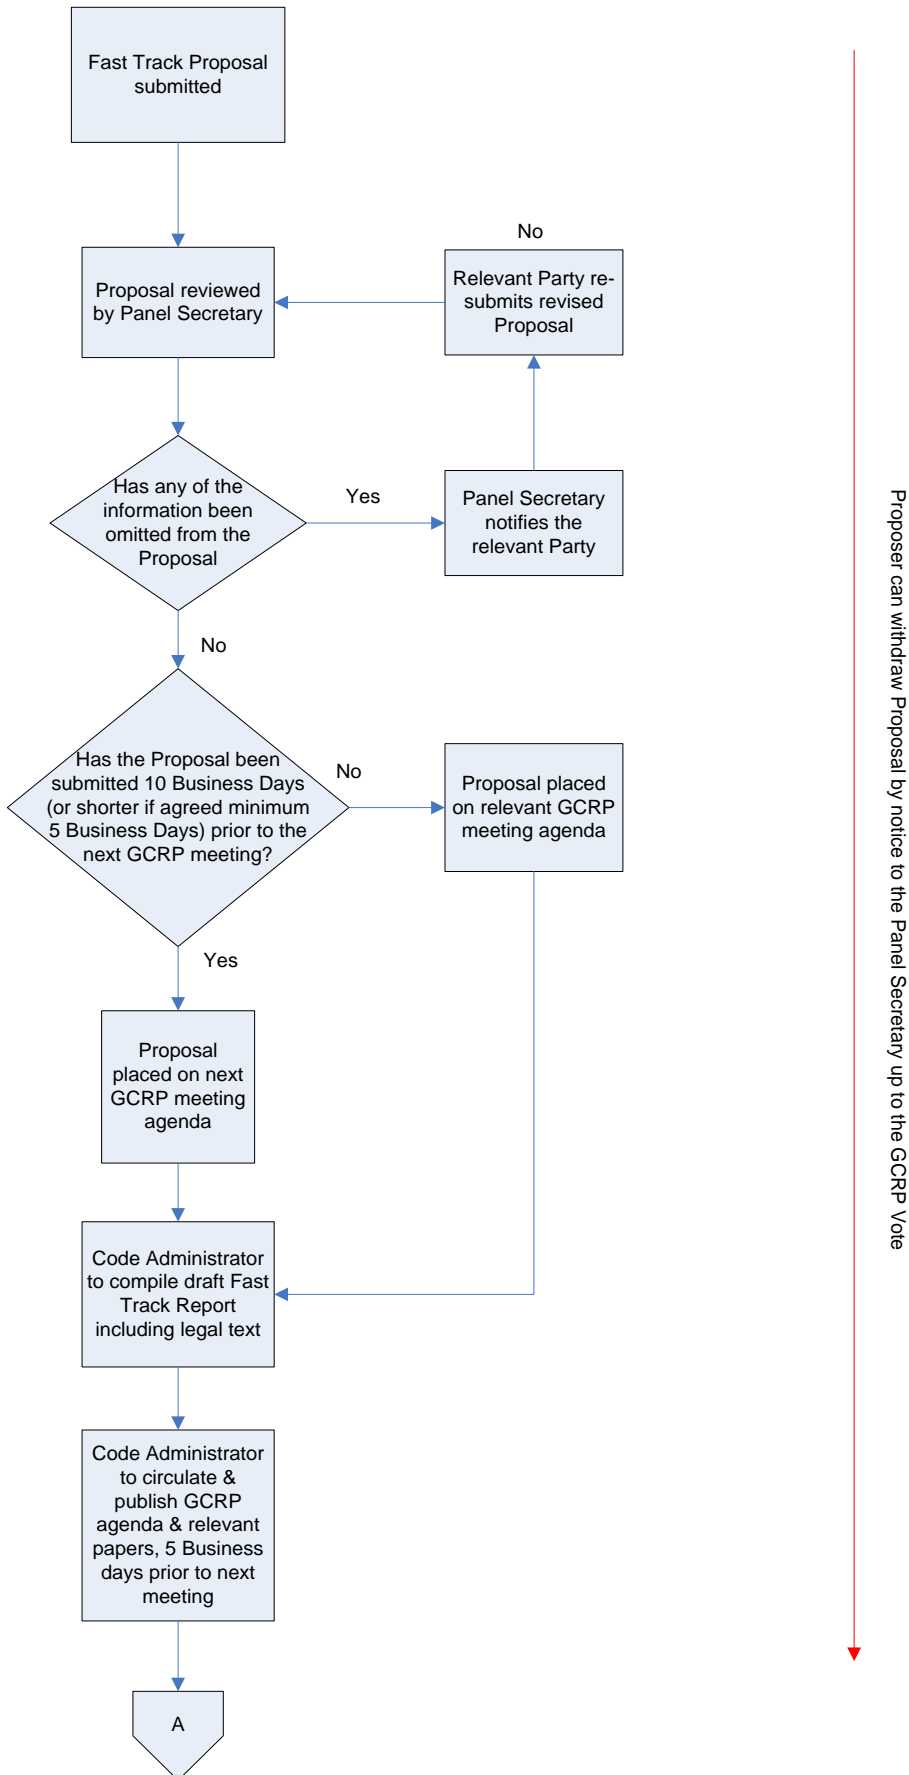 Fast Track Proposal
submitted
No
Proposal reviewed
by Panel Secretary
Relevant Party re-
submits revised
Proposal
Has any of the
information been
omitted from the
Proposal
Yes
Panel Secretary
notifies the
relevant Party
No
Has the Proposal been
submitted 10 Business Days
(or shorter if agreed minimum
5 Business Days) prior to the
next GCRP meeting?
No
Proposal placed
on relevant GCRP
meeting agenda
Yes
Proposal
placed on next
GCRP meeting
agenda
Code Administrator
to compile draft Fast
Track Report
including legal text
Code Administrator
to circulate &
publish GCRP
agenda & relevant
papers, 5 Business
days prior to next
meeting
A
Proposer can withdraw Proposal by notice to the Panel Secretary up to the GCRP Vote